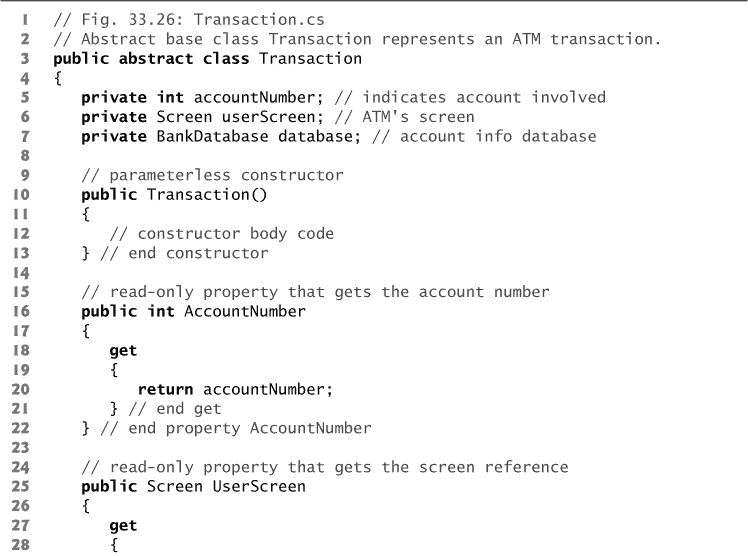 1 // Fig. 33.26: Transaction.cs
2 // Abstract base class Transaction represents an ATM transaction.
3 public abstract class Transaction
4 {
5 private int accountNumber; // indicates account involved
6 private Screen userScreen; // ATM's screen
7 private BankDatabase database; // account info database
8
9 // parameterless constructor
10 public Transaction()
11 {
12 // constructor body code
13 } // end constructor
14
15 // read-only property that gets the account number
16 public int AccountNumber
17 {
18 get
19 {
20 return accountNumber;
21 } // end get
22 } // end property AccountNumber
23
24 // read-only property that gets the screen reference
25 public Screen UserScreen
26 {
27 get
28 {